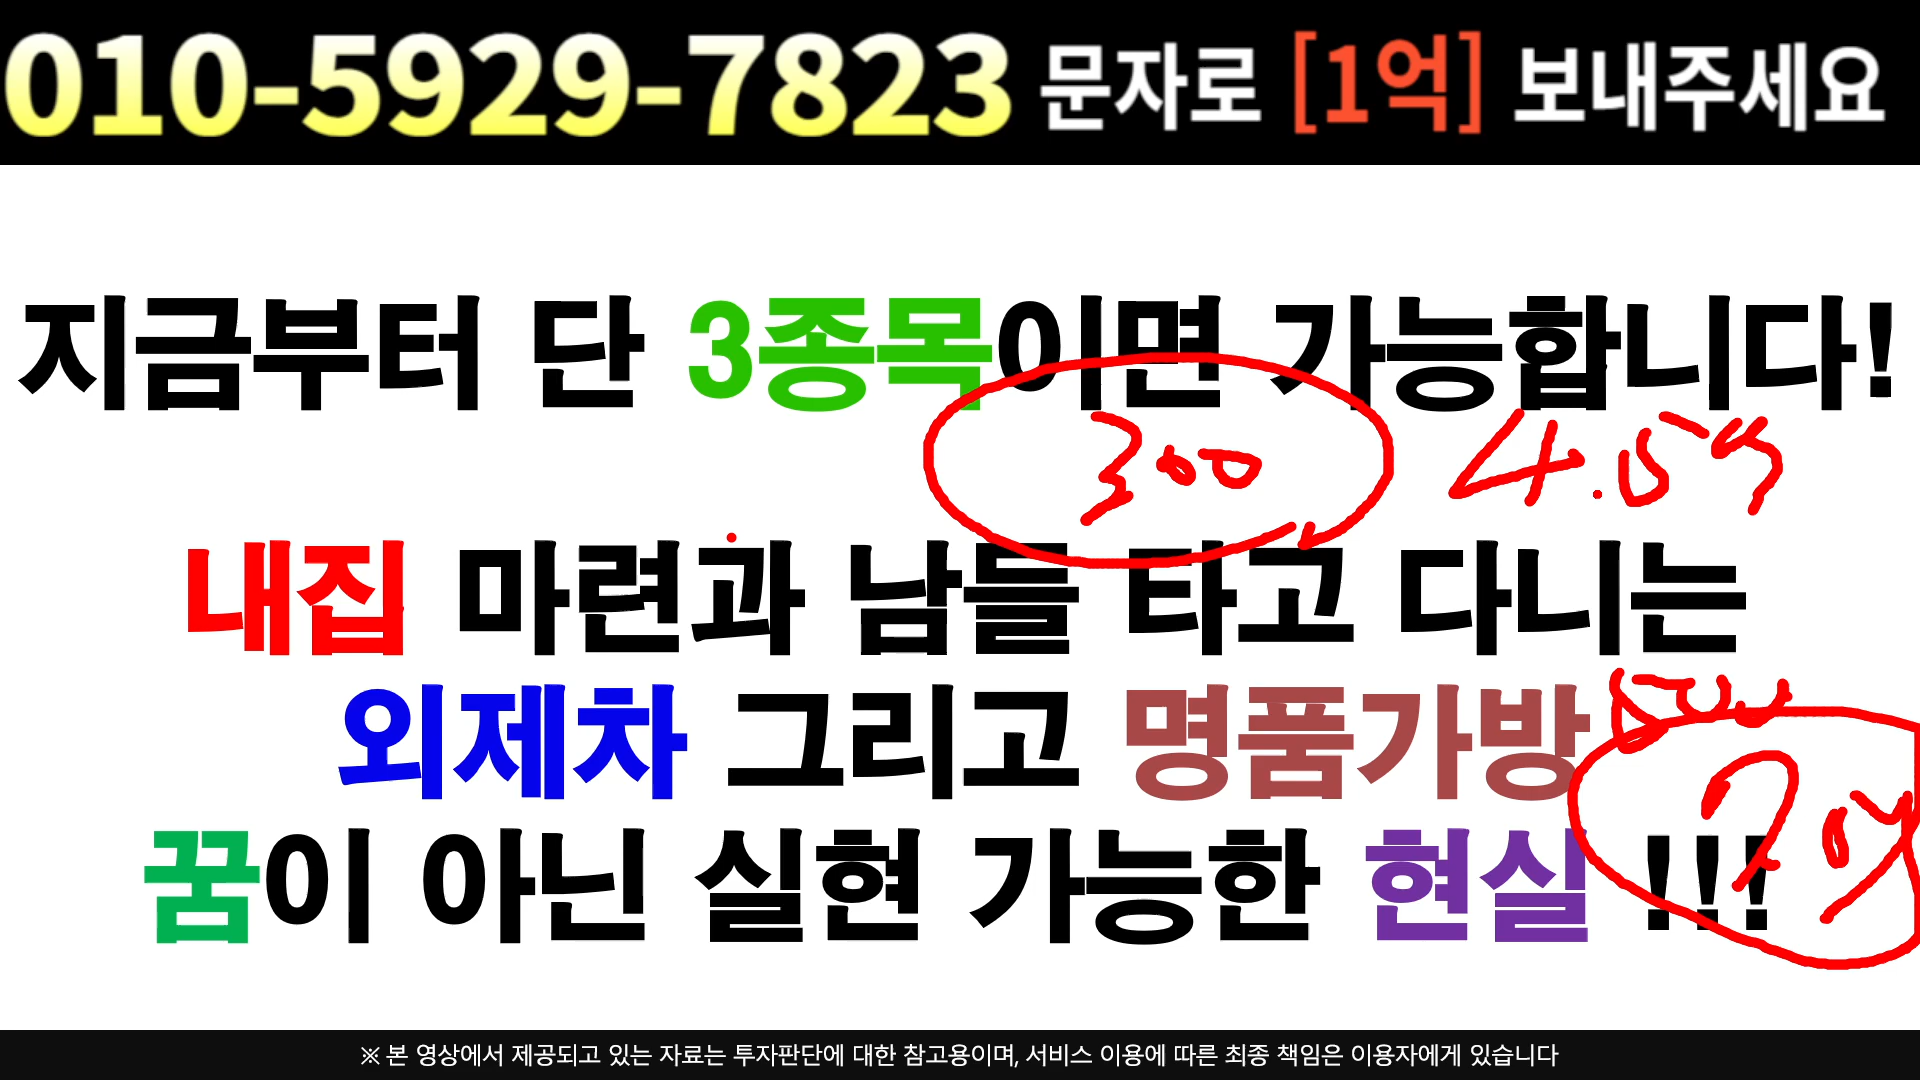 010-5929-7823 문자로 [1억] 보내주세요
지금부터 단 3종목이면 가능합니다!
300
내집 마련과 남들 타고 다니는
외제차 그리고 명품가방
꿈이 아닌 실현 가능한 현실 !!!
※ 본 영상에서 제공되고 있는 자료는 투자판단에 대한 참고용이며, 서비스 이용에 따른 최종 책임은 이용자에게 있습니다